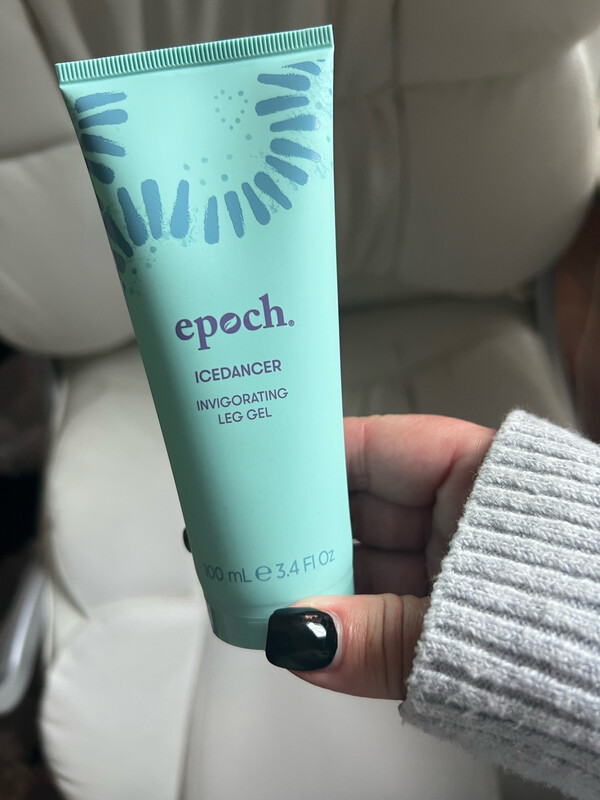 epoch®
ICEDANCER
INVIGORATING
LEG GEL
100 mL ℮ 3.4 Fl Oz